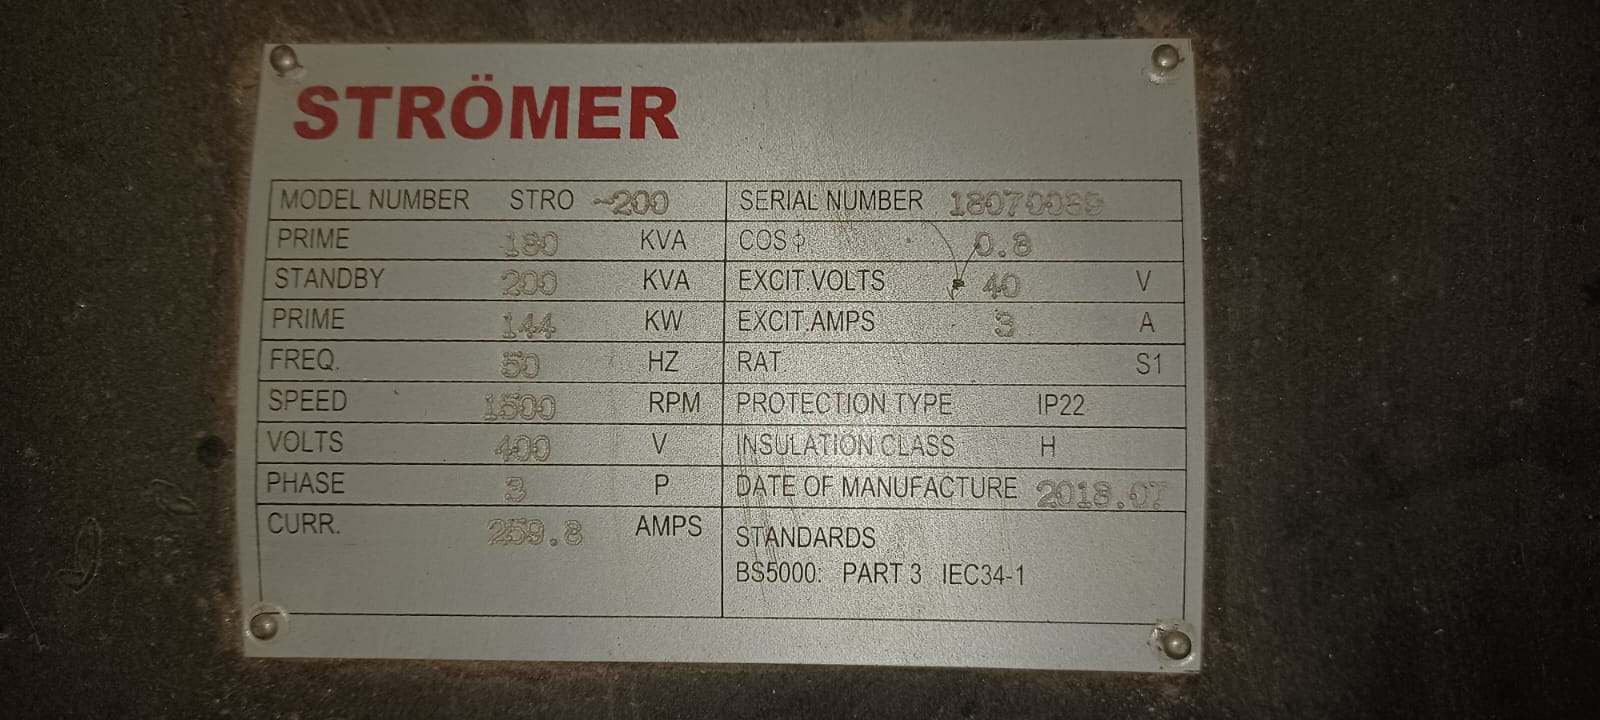 STRÖMER
MODEL NUMBER STRO ~200 SERIAL NUMBER 18070089
PRIME 180 KVA COS ϕ 0.8
STANDBY 200 KVA EXCIT.VOLTS 40 V
PRIME 144 KW EXCIT.AMPS 3 A
FREQ. 50 HZ RAT. S1
SPEED 1500 RPM PROTECTION TYPE IP22
VOLTS 400 V INSULATION CLASS H
PHASE 3 P DATE OF MANUFACTURE 2018.07
CURR. 259.8 AMPS STANDARDS
BS5000: PART 3 IEC34-1